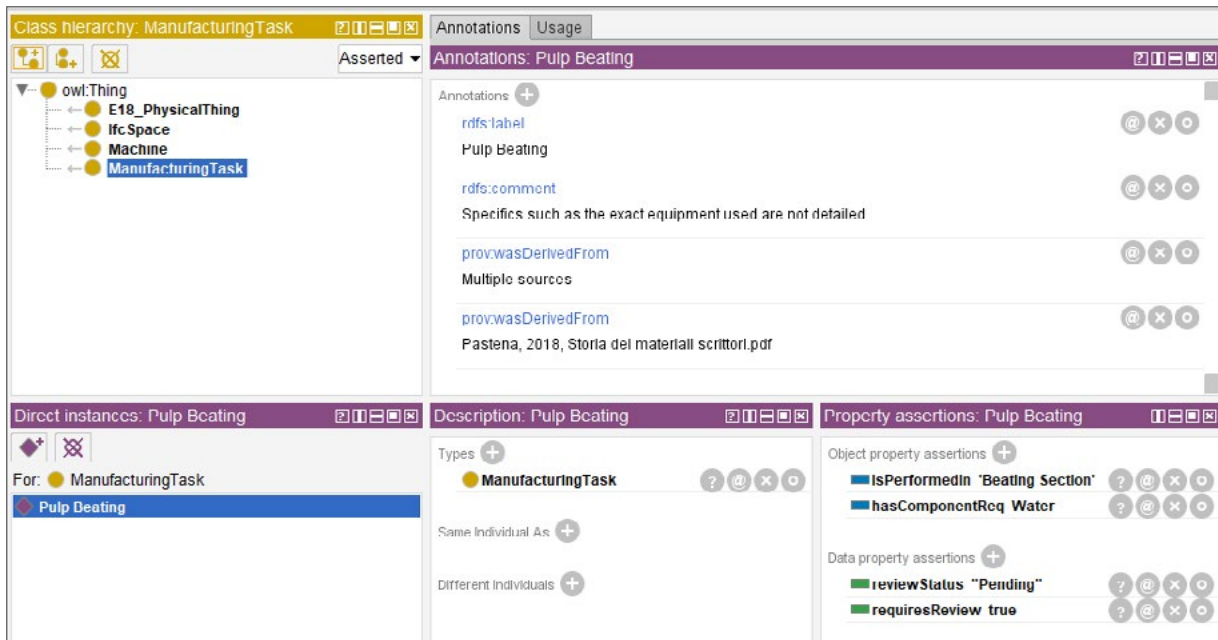 Class hierarchy: ManufacturingTask
Asserted
owl:Thing
E18_PhysicalThing
IfcSpace
Machine
ManufacturingTask
Annotations Usage
Annotations: Pulp Beating
Annotations
rdfs:label
Pulp Beating
rdfs:comment
Specifics such as the exact equipment used are not detailed
prov:wasDerivedFrom
Multiple sources
prov:wasDerivedFrom
Pastena, 2018, Storia dei materiali scrittori.pdf
Direct instances: Pulp Beating
For: ManufacturingTask
Pulp Beating
Description: Pulp Beating
Types
ManufacturingTask
Same Individual As
Different Individuals
Property assertions: Pulp Beating
Object property assertions
isPerformedIn 'Beating Section'
hasComponentReq Water
Data property assertions
reviewStatus "Pending"
requiresReview true